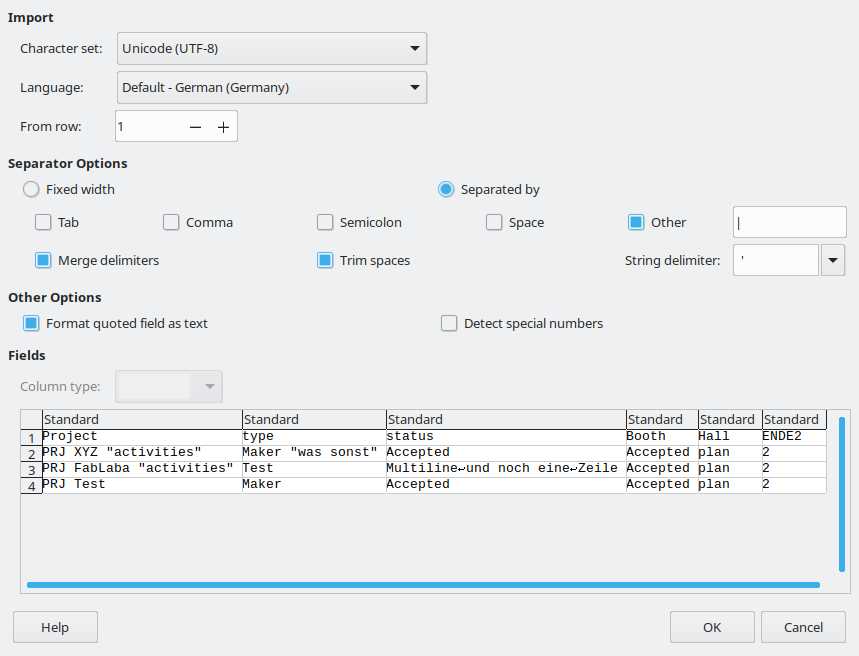 Import
Character set: Unicode (UTF-8)
Language: Default - German (Germany)
From row: 1 − +
Separator Options
Fixed width Separated by
Tab Comma Semicolon Space Other |
Merge delimiters Trim spaces String delimiter: '
Other Options
Format quoted field as text Detect special numbers
Fields
Column type:
Standard Standard Standard Standard Standard Standard
1 Project type status Booth Hall ENDE2
2 PRJ XYZ "activities" Maker "was sonst" Accepted Accepted plan 2
3 PRJ FabLaba "activities" Test Multiline↵und noch eine↵Zeile Accepted plan 2
4 PRJ Test Maker Accepted Accepted plan 2
Help OK Cancel